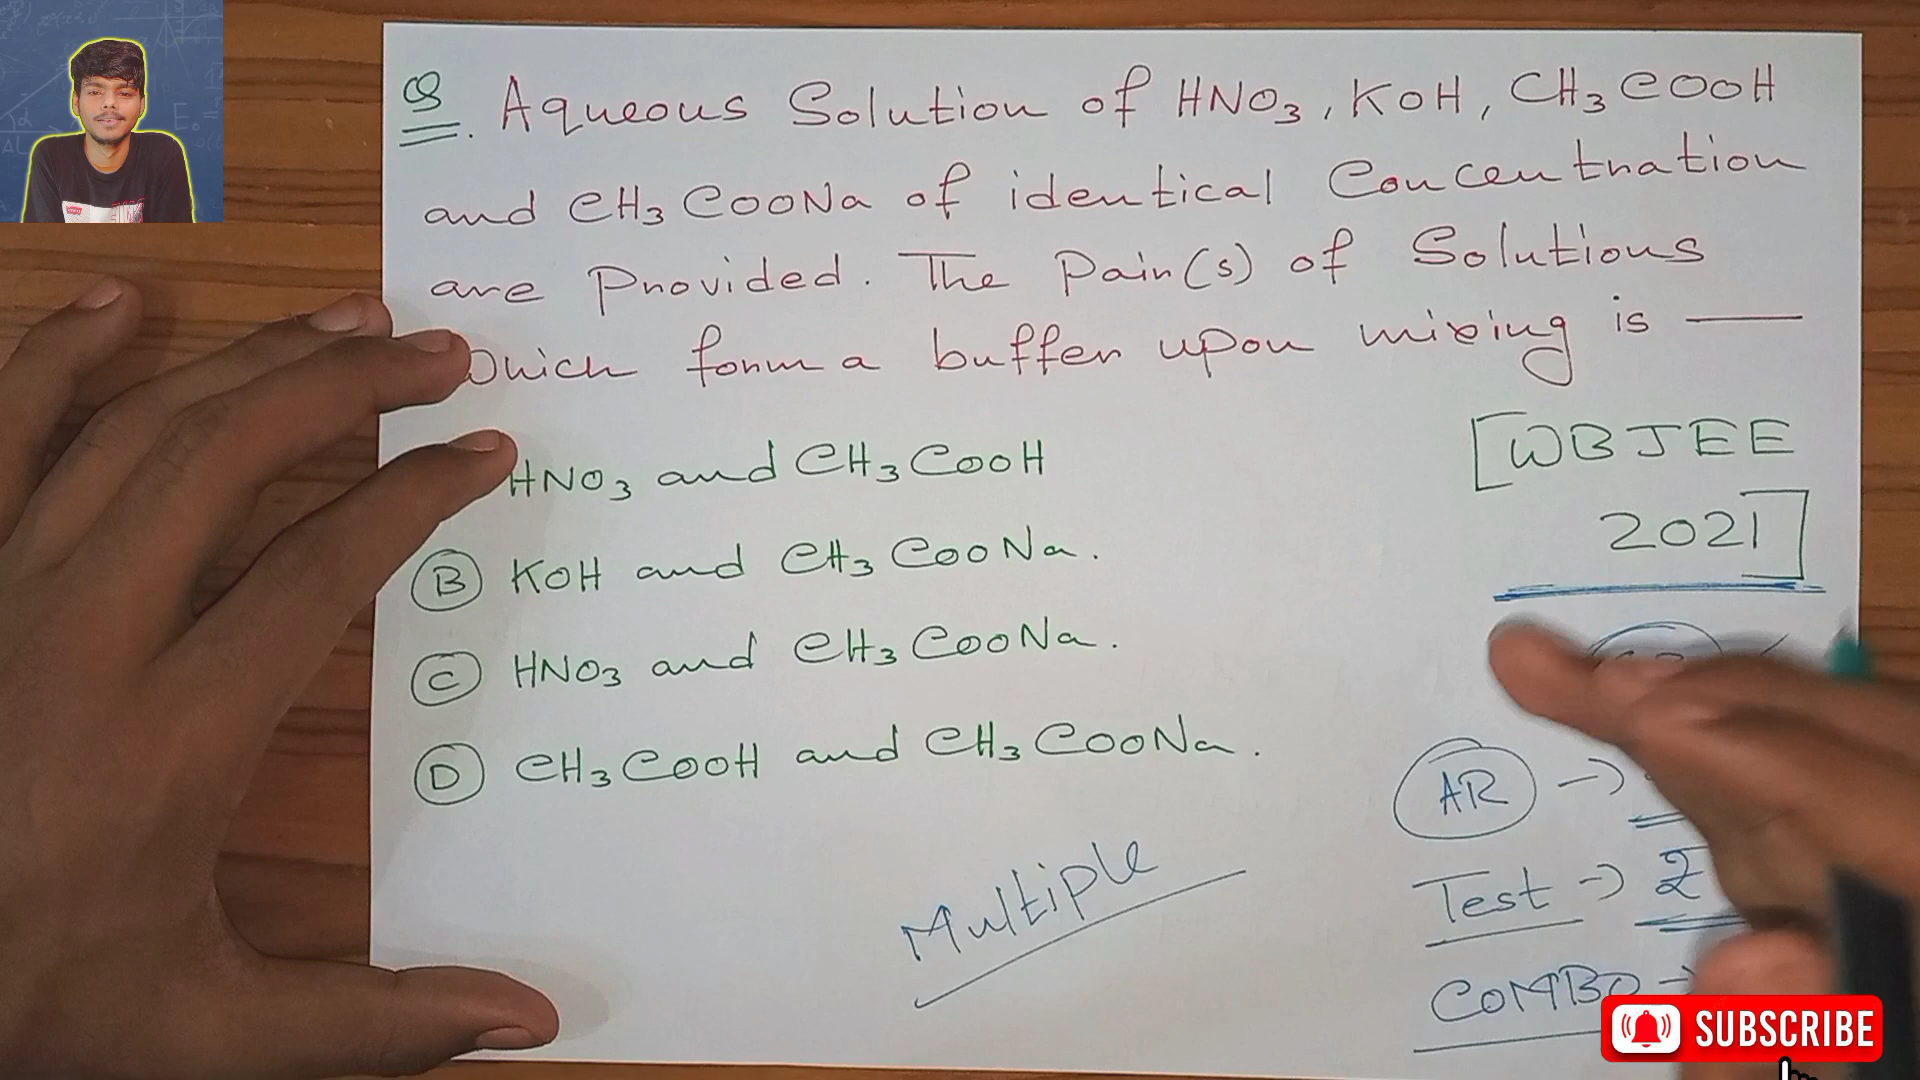 Q. Aqueous Solution of HNO3, KOH, CH3COOH
and CH3COONa of identical Concentration
are Provided. The Pair(s) of Solutions
which form a buffer upon mixing is —
HNO3 and CH3COOH
[WBJEE
2021]
(B) KOH and CH3COONa.
(C) HNO3 and CH3COONa.
(D) CH3COOH and CH3COONa.
AR →
Multiple
Test → 2
COMBO →
SUBSCRIBE